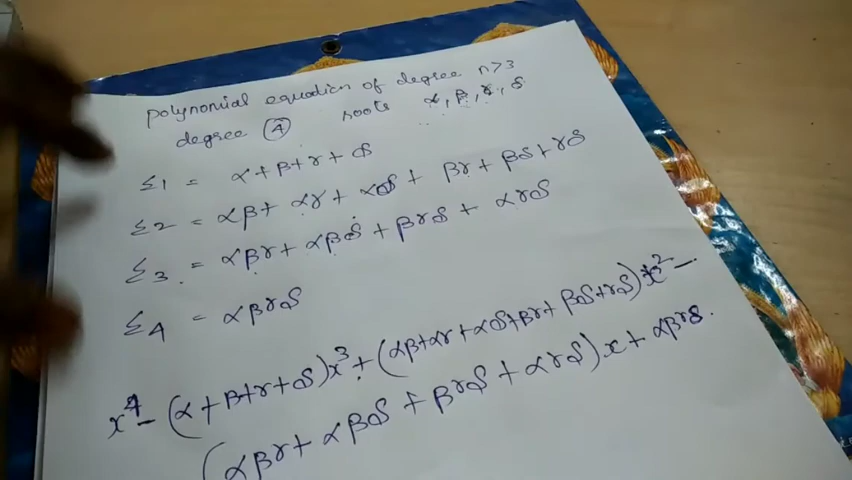 polynomial equation of degree n>3
degree ④ roots α, β, γ, δ
Σ1 = α+β+γ+δ
Σ2 = αβ+ αγ+ αδ+ βγ+βδ+γδ
Σ3 = αβγ+αβδ+βγδ+ αγδ
Σ4 = αβγδ
x⁴-(α+β+γ+δ)x³+(αβ+αγ+αδ+βγ+βδ+γδ)x²-
(αβγ+αβδ+βγδ+αγδ)x+αβγδ.